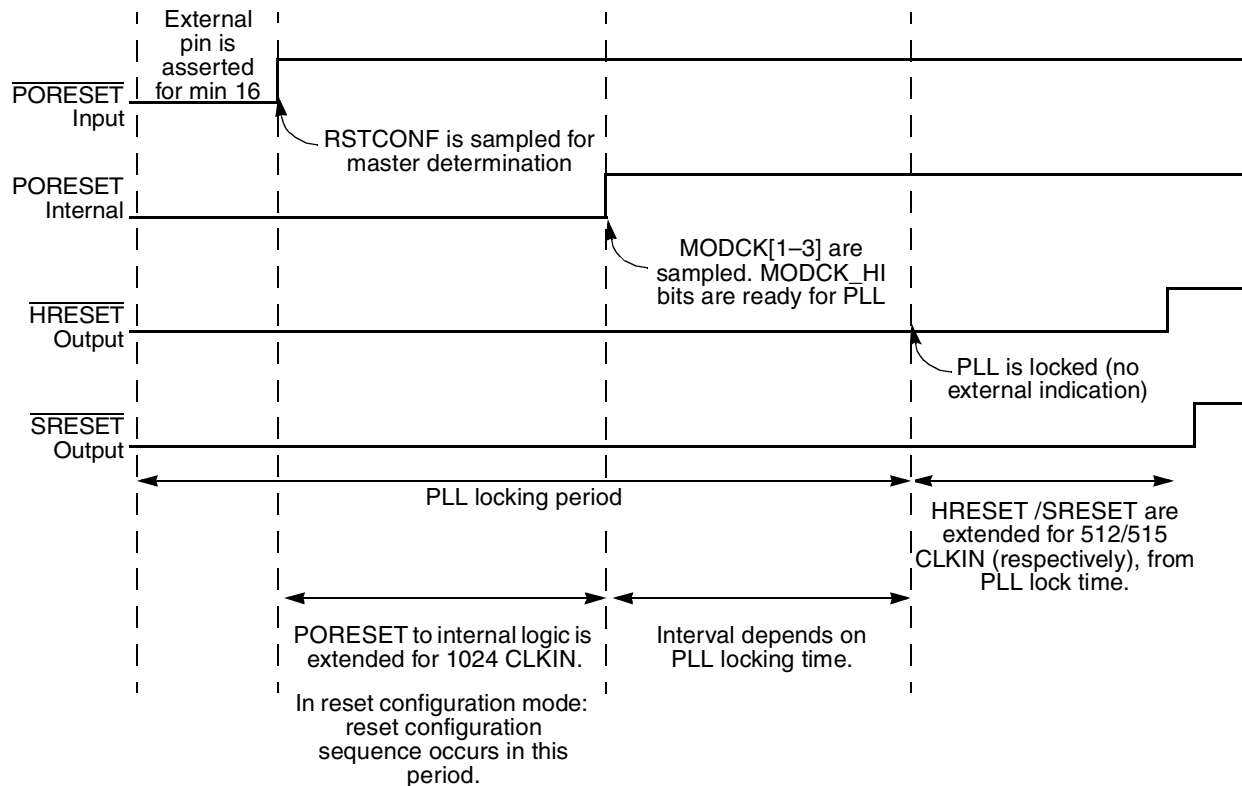 External
pin is
asserted
for min 16
PORESET
Input
RSTCONF is sampled for
master determination
PORESET
Internal
MODCK[1–3] are
sampled. MODCK_HI
bits are ready for PLL
HRESET
Output
PLL is locked (no
external indication)
SRESET
Output
PLL locking period
HRESET /SRESET are
extended for 512/515
CLKIN (respectively), from
PLL lock time.
PORESET to internal logic is
extended for 1024 CLKIN.
Interval depends on
PLL locking time.
In reset configuration mode:
reset configuration
sequence occurs in this
period.